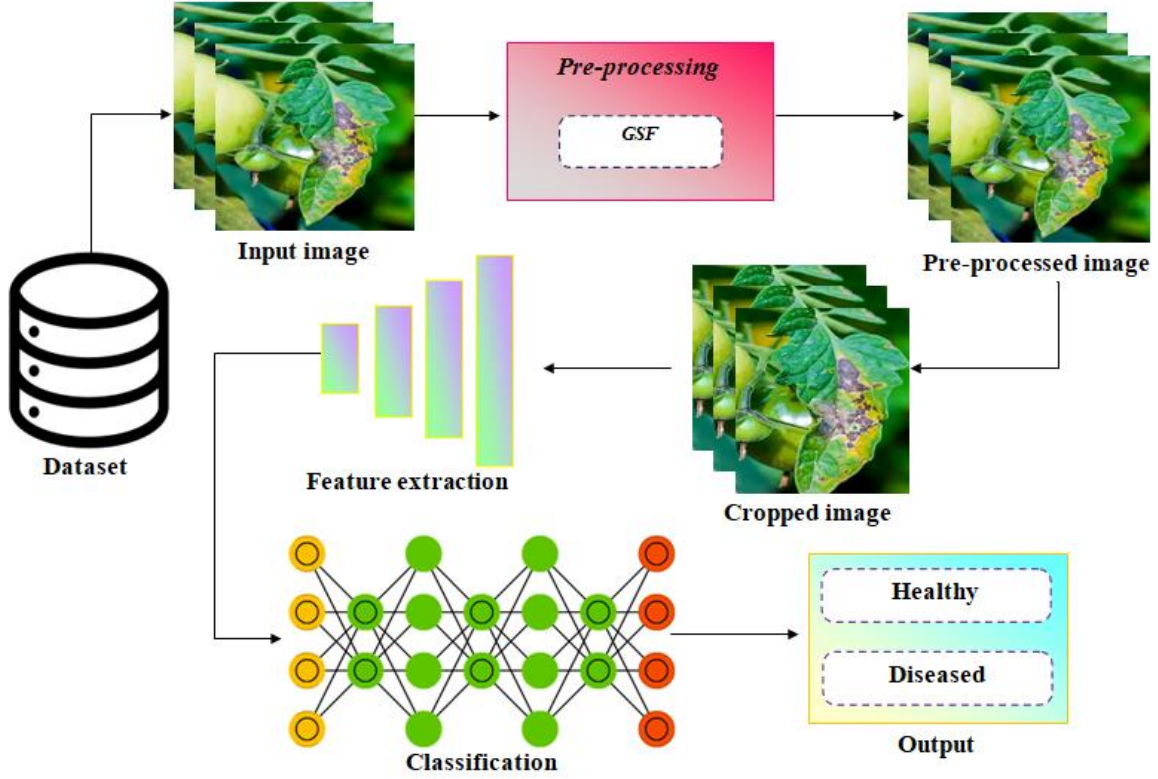 Pre-processing
GSF
Input image
Pre-processed image
Dataset
Feature extraction
Cropped image
Healthy
Diseased
Classification
Output